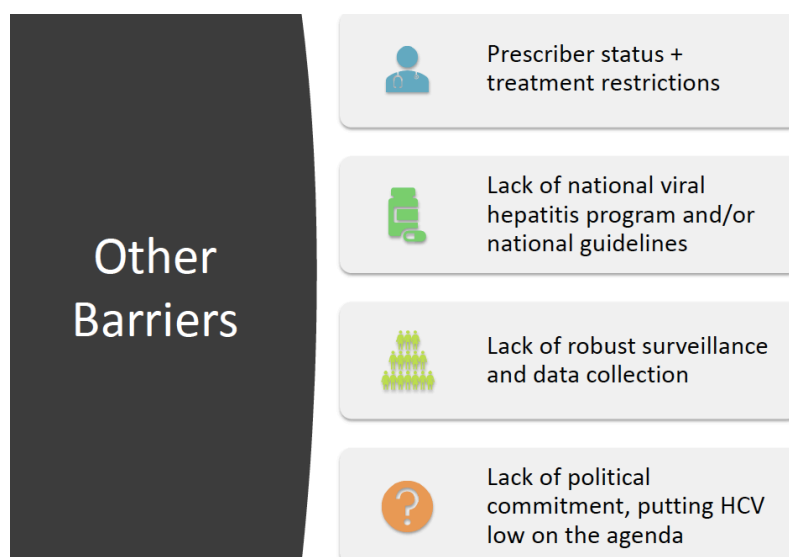 Other
Barriers
Prescriber status +
treatment restrictions
Lack of national viral
hepatitis program and/or
national guidelines
Lack of robust surveillance
and data collection
?
Lack of political
commitment, putting HCV
low on the agenda